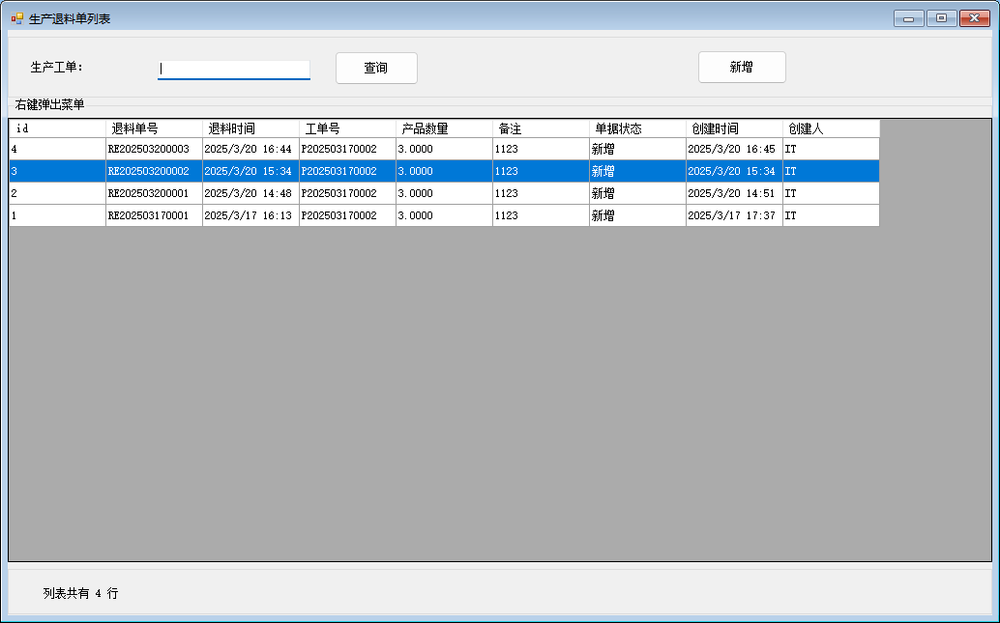 生产退料单列表
生产工单: 查询 新增
右键弹出菜单
id 退料单号 退料时间 工单号 产品数量 备注 单据状态 创建时间 创建人
4 RE202503200003 2025/3/20 16:44 P202503170002 3.0000 1123 新增 2025/3/20 16:45 IT
3 RE202503200002 2025/3/20 15:34 P202503170002 3.0000 1123 新增 2025/3/20 15:34 IT
2 RE202503200001 2025/3/20 14:48 P202503170002 3.0000 1123 新增 2025/3/20 14:51 IT
1 RE202503170001 2025/3/17 16:13 P202503170002 3.0000 1123 新增 2025/3/17 17:37 IT
列表共有 4 行